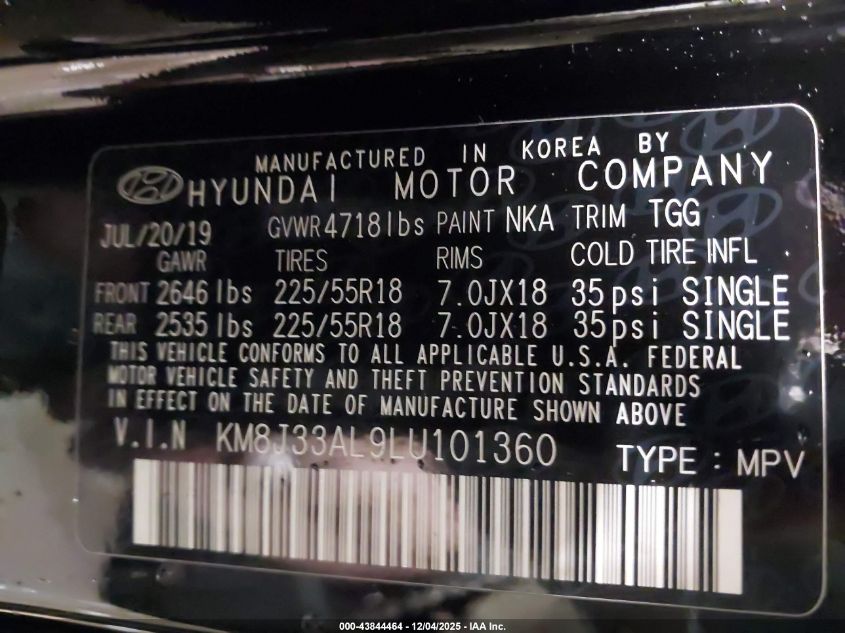 MANUFACTURED IN KOREA BY
HYUNDAI MOTOR COMPANY
JUL/20/19 GVWR 4718 lbs PAINT NKA TRIM TGG
GAWR TIRES RIMS COLD TIRE INFL
FRONT 2646 lbs 225/55R18 7.0JX18 35psi SINGLE
REAR 2535 lbs 225/55R18 7.0JX18 35psi SINGLE
THIS VEHICLE CONFORMS TO ALL APPLICABLE U.S.A. FEDERAL
MOTOR VEHICLE SAFETY AND THEFT PREVENTION STANDARDS
IN EFFECT ON THE DATE OF MANUFACTURE SHOWN ABOVE
V.I.N KM8J33AL9LU101360 TYPE : MPV
000-43844464 - 12/04/2025 - IAA Inc.